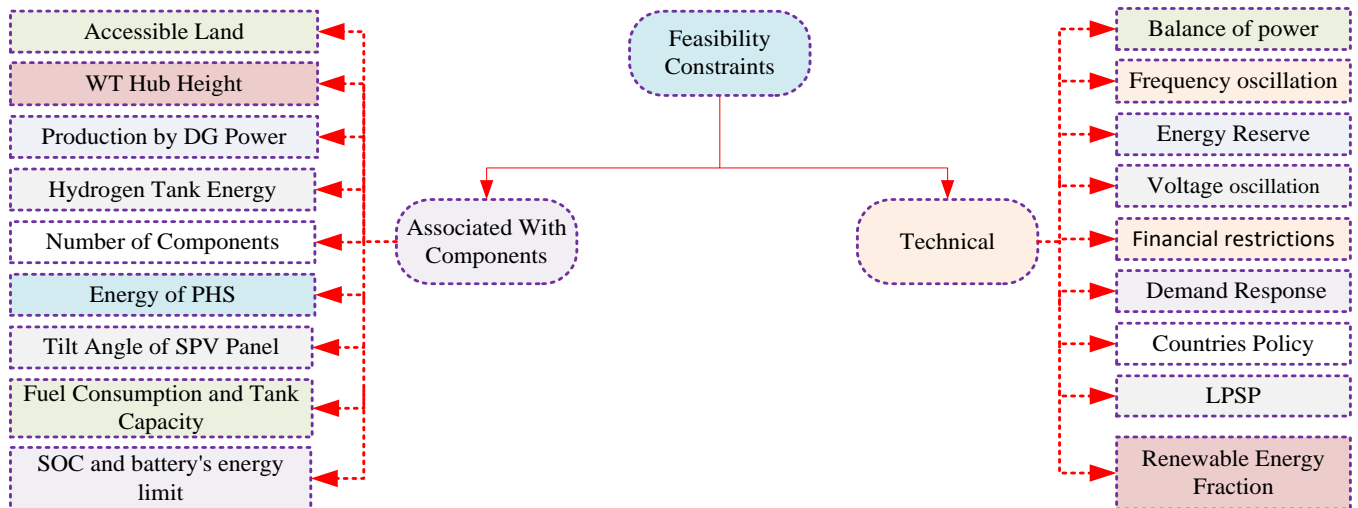 Feasibility
Constraints
Associated With
Components
Technical
Accessible Land
WT Hub Height
Production by DG Power
Hydrogen Tank Energy
Number of Components
Energy of PHS
Tilt Angle of SPV Panel
Fuel Consumption and Tank
Capacity
SOC and battery's energy
limit
Balance of power
Frequency oscillation
Energy Reserve
Voltage oscillation
Financial restrictions
Demand Response
Countries Policy
LPSP
Renewable Energy
Fraction